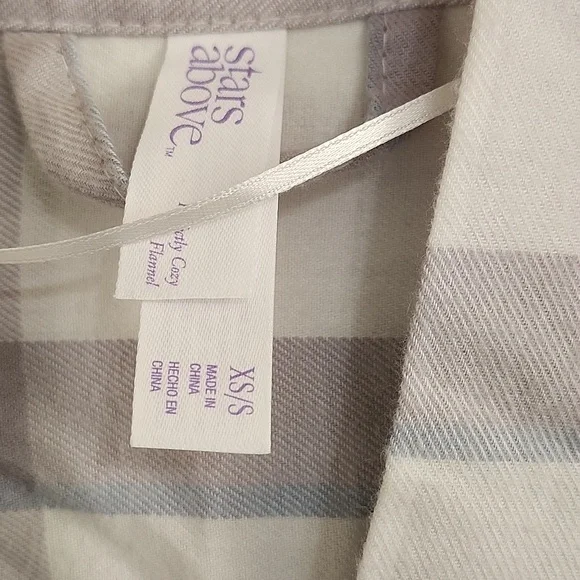 stars
above™
Cozy
Flannel
XS/S
MADE IN
CHINA
HECHO EN
CHINA